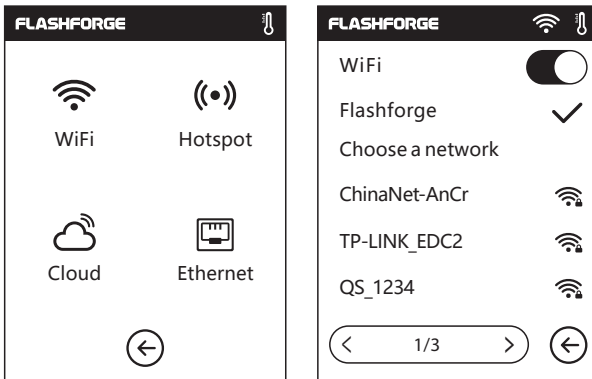 FLASHFORGE
WiFi Hotspot
Cloud Ethernet
FLASHFORGE
WiFi
Flashforge
Choose a network
ChinaNet-AnCr
TP-LINK_EDC2
QS_1234
1/3